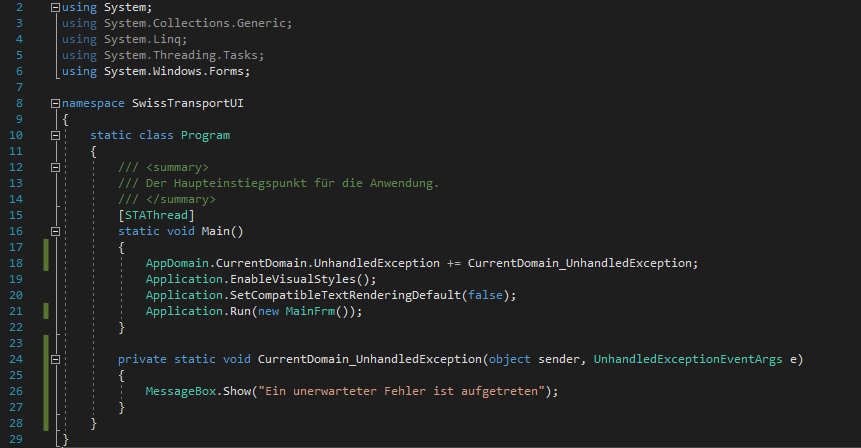 2 using System;
3 using System.Collections.Generic;
4 using System.Linq;
5 using System.Threading.Tasks;
6 using System.Windows.Forms;
7
8 namespace SwissTransportUI
9 {
10 static class Program
11 {
12 /// <summary>
13 /// Der Haupteinstiegspunkt für die Anwendung.
14 /// </summary>
15 [STAThread]
16 static void Main()
17 {
18 AppDomain.CurrentDomain.UnhandledException += CurrentDomain_UnhandledException;
19 Application.EnableVisualStyles();
20 Application.SetCompatibleTextRenderingDefault(false);
21 Application.Run(new MainFrm());
22 }
23
24 private static void CurrentDomain_UnhandledException(object sender, UnhandledExceptionEventArgs e)
25 {
26 MessageBox.Show("Ein unerwarteter Fehler ist aufgetreten");
27 }
28 }
29 }